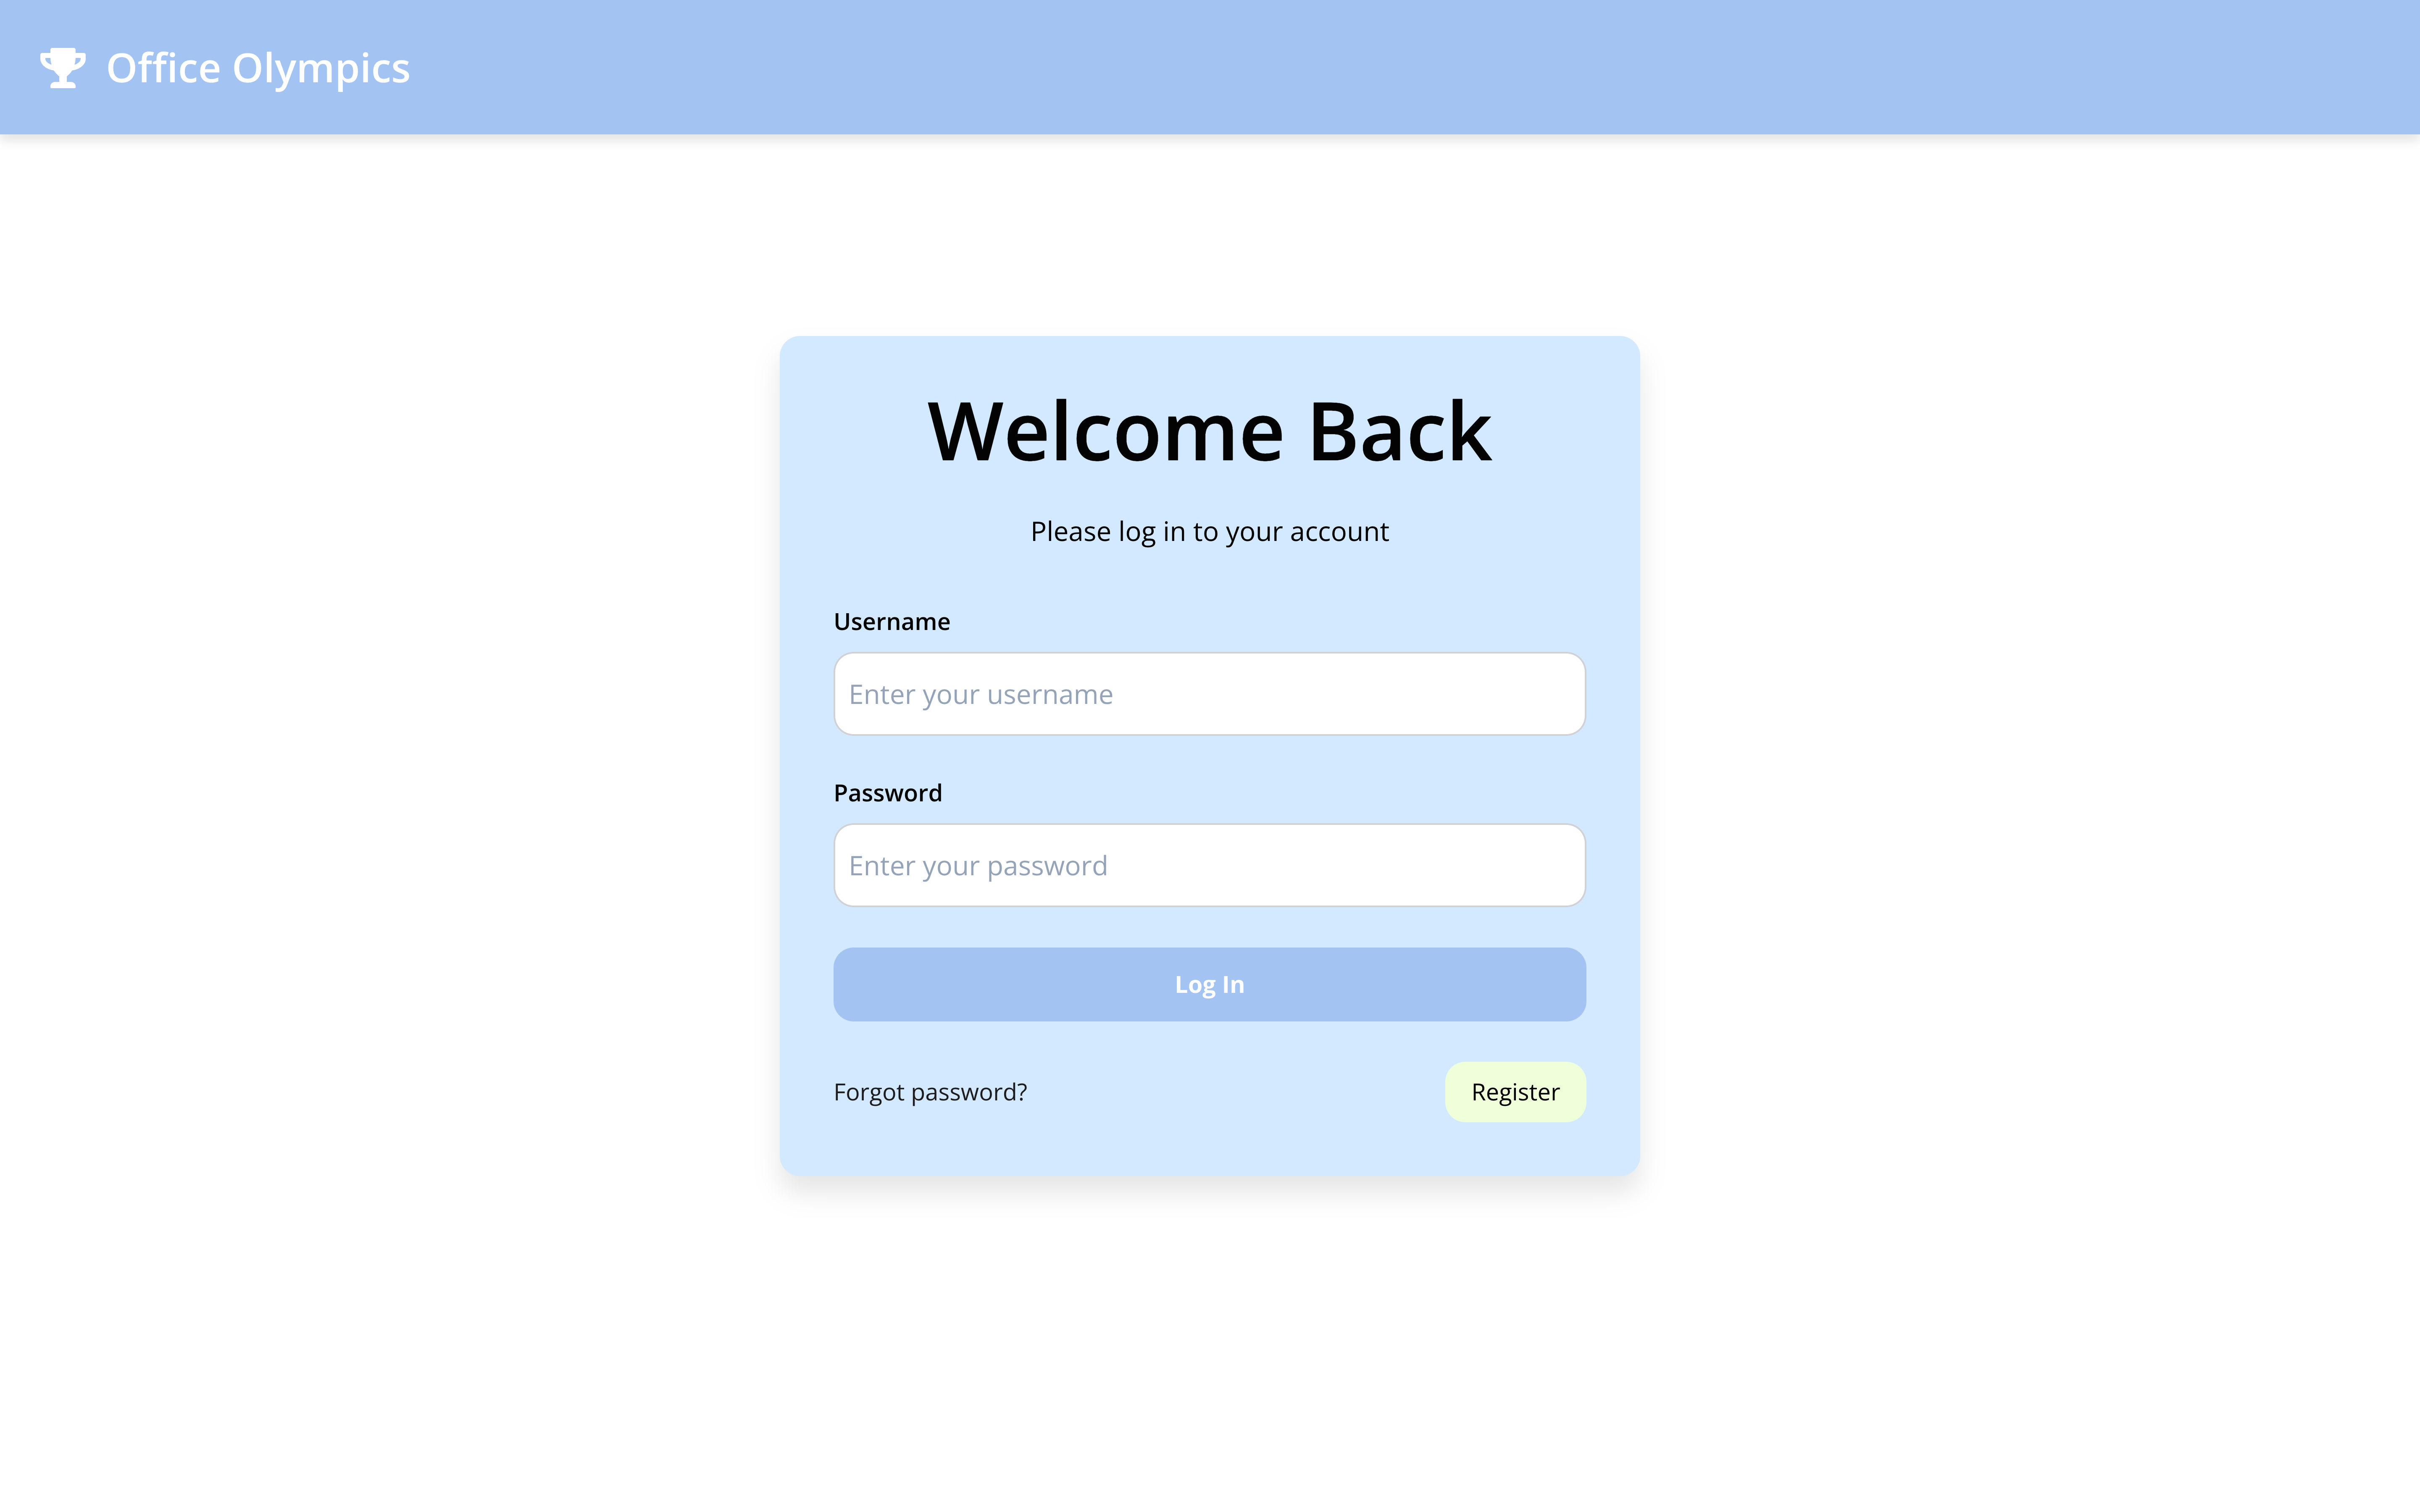 Office Olympics
Welcome Back
Please log in to your account
Username
Enter your username
Password
Enter your password
Log In
Forgot password?
Register